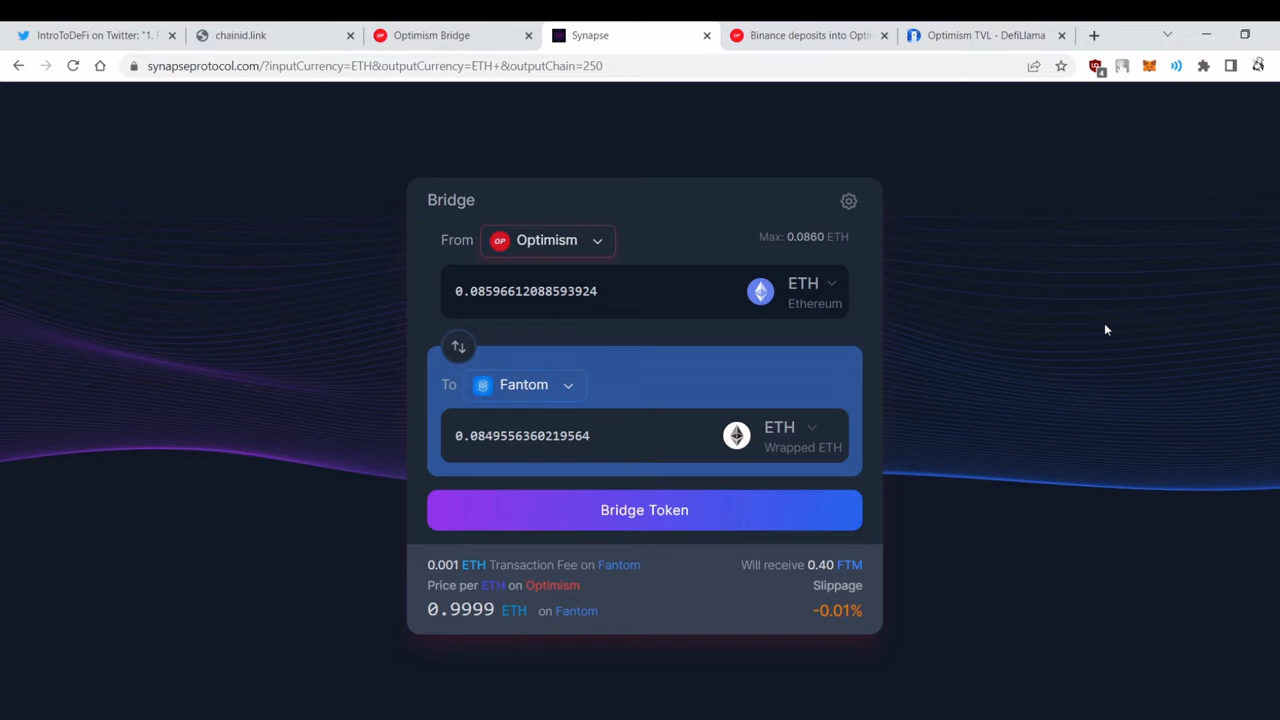 IntroToDeFi on Twitter: "1. F
chainid.link
Optimism Bridge
Synapse
Binance deposits into Optim
Optimism TVL - DefiLlama
synapseprotocol.com/?inputCurrency=ETH&outputCurrency=ETH+&outputChain=250
4
Bridge
From OP Optimism Max: 0.0860 ETH
0.08596612088593924 ETH
Ethereum
To Fantom
0.0849556360219564 ETH
Wrapped ETH
Bridge Token
0.001 ETH Transaction Fee on Fantom Will receive 0.40 FTM
Price per ETH on Optimism Slippage
0.9999 ETH on Fantom -0.01%